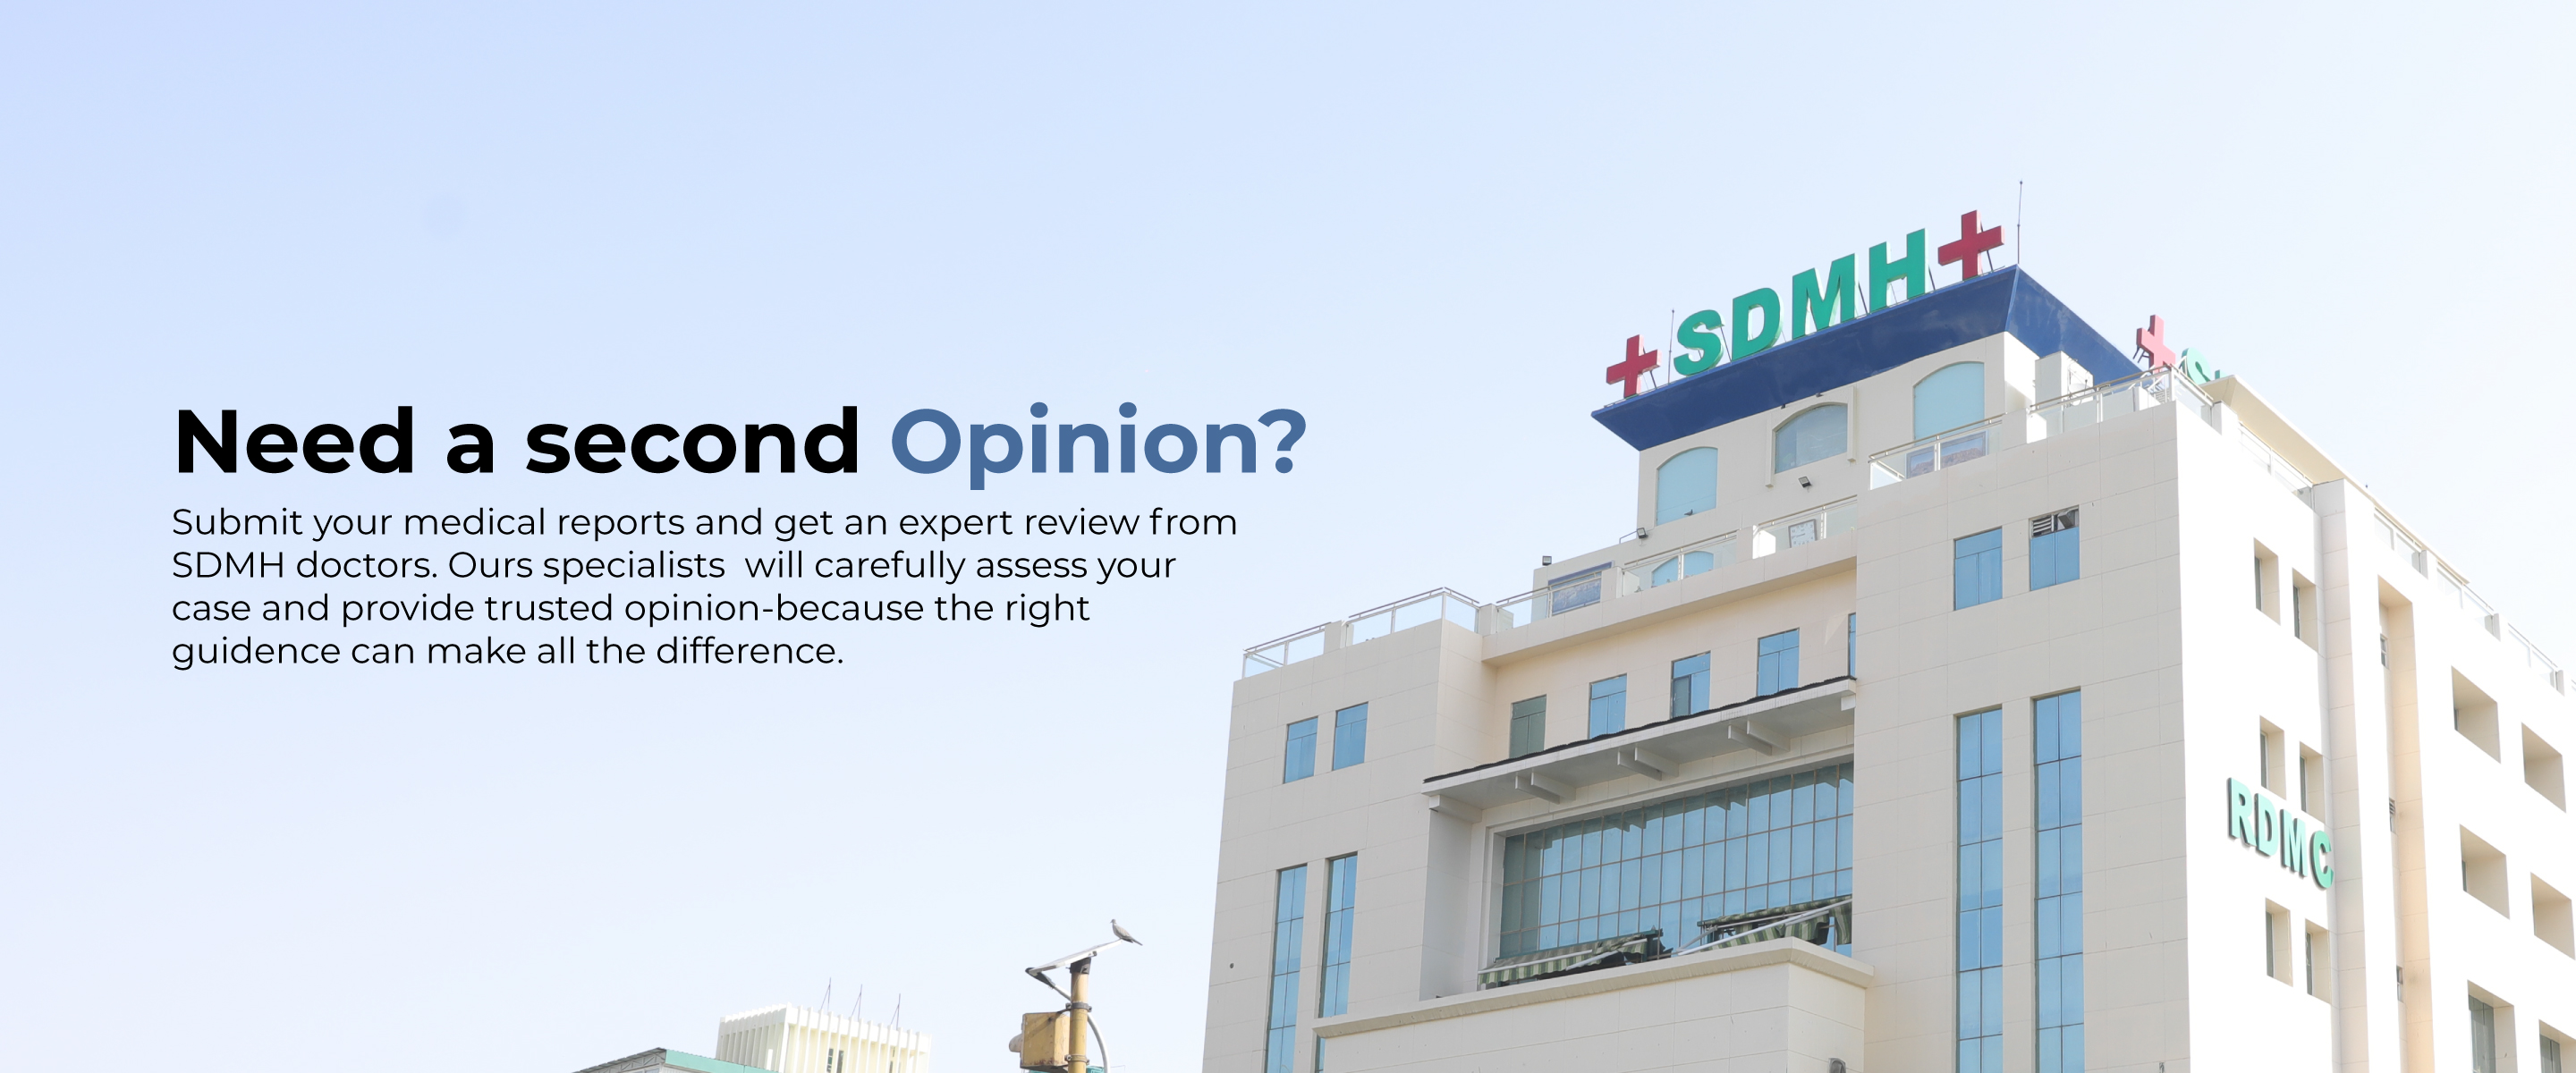 Need a second Opinion?
Submit your medical reports and get an expert review from
SDMH doctors. Ours specialists  will carefully assess your
case and provide trusted opinion-because the right
guidence can make all the difference.
+SDMH+
+S
RDMC